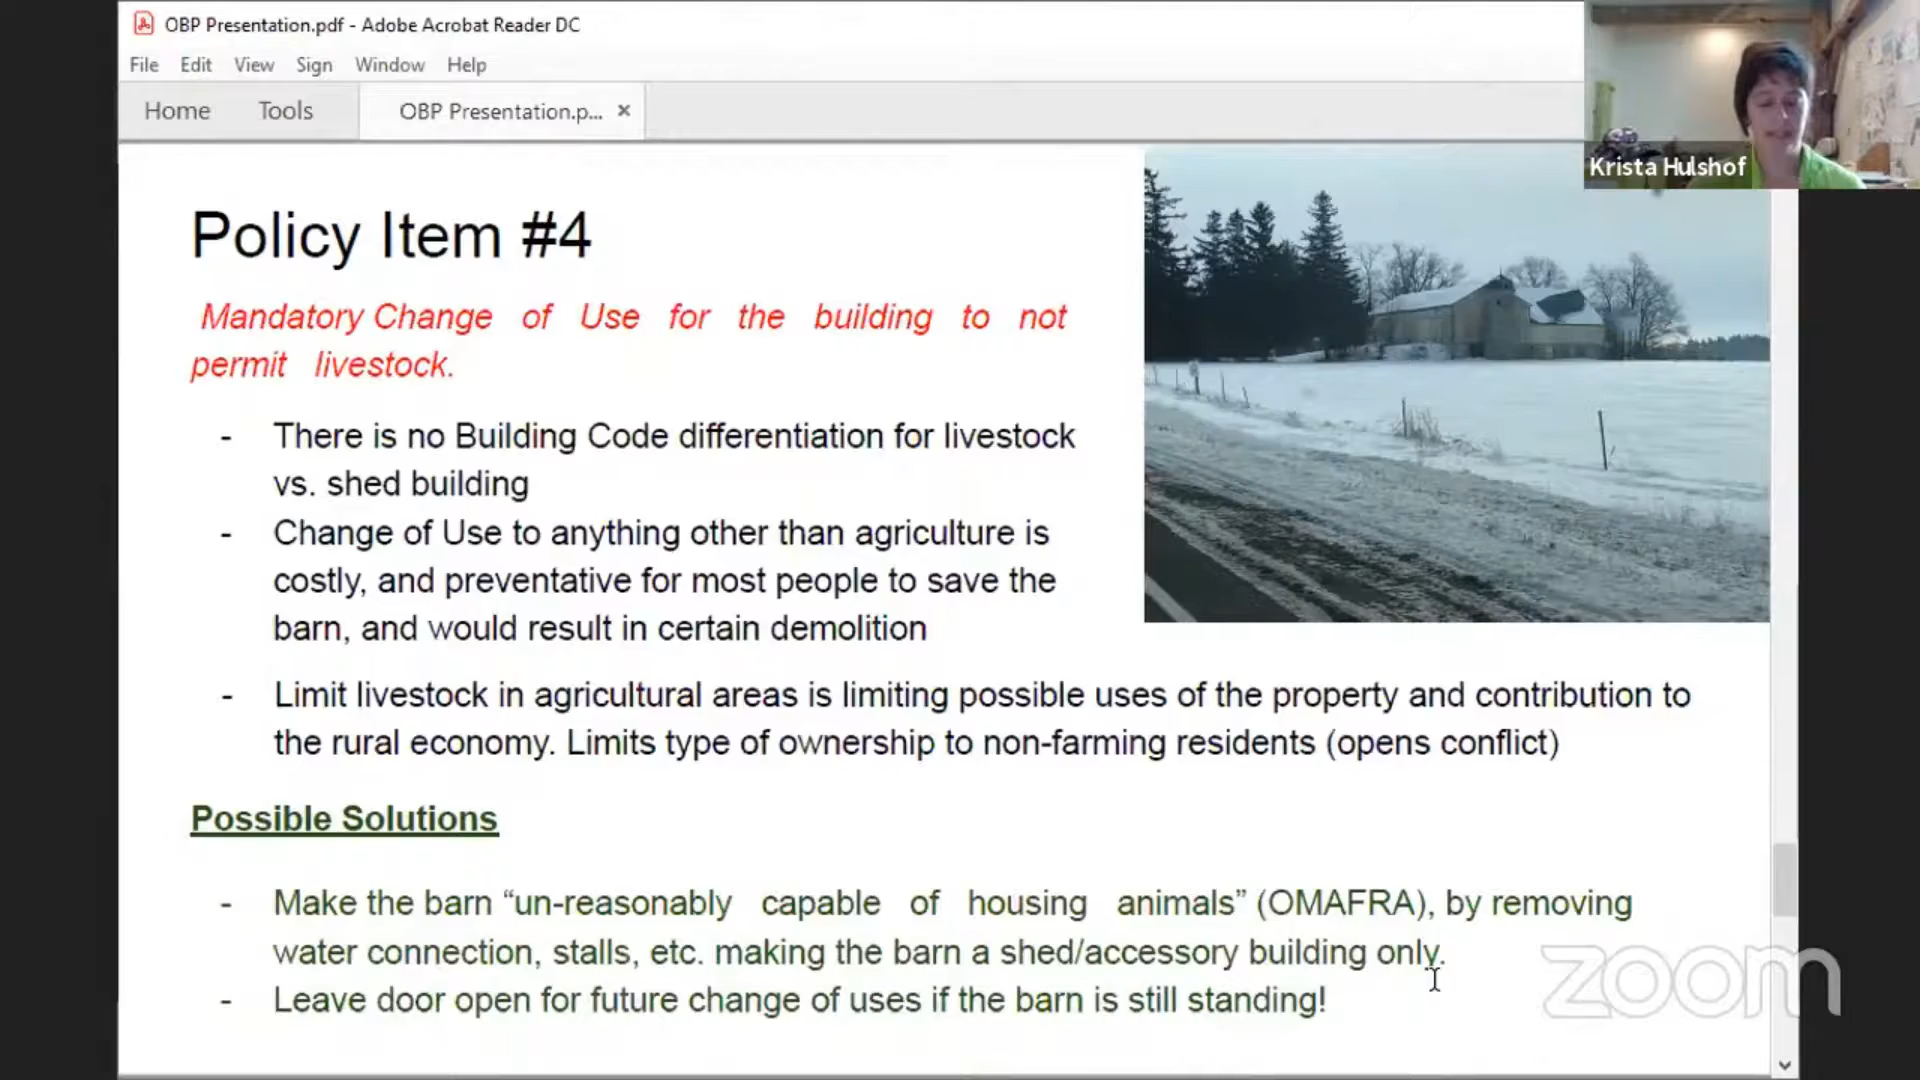 OBP Presentation.pdf - Adobe Acrobat Reader DC
File Edit View Sign Window Help
Home Tools OBP Presentation.p... ×
Krista Hulshof
Policy Item #4
Mandatory Change of Use for the building to not
permit livestock.
- There is no Building Code differentiation for livestock
vs. shed building
- Change of Use to anything other than agriculture is
costly, and preventative for most people to save the
barn, and would result in certain demolition
- Limit livestock in agricultural areas is limiting possible uses of the property and contribution to
the rural economy. Limits type of ownership to non-farming residents (opens conflict)
Possible Solutions
- Make the barn “un-reasonably capable of housing animals” (OMAFRA), by removing
water connection, stalls, etc. making the barn a shed/accessory building only.
- Leave door open for future change of uses if the barn is still standing!
zoom